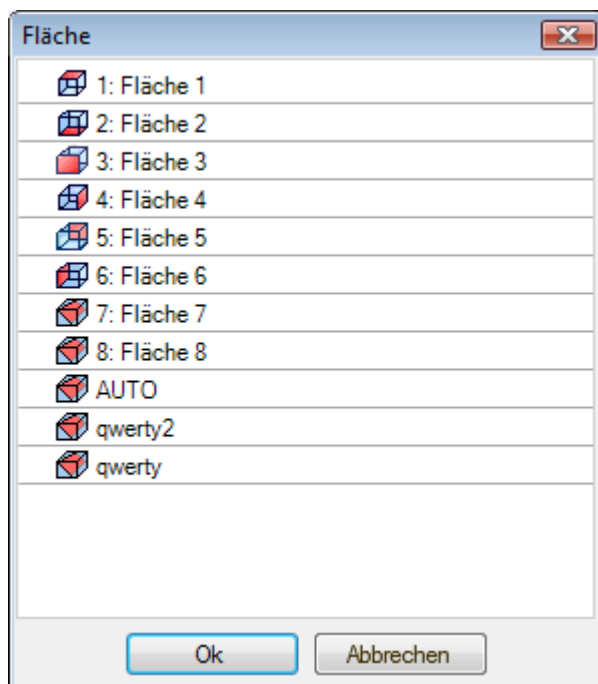 Fläche
1: Fläche 1
2: Fläche 2
3: Fläche 3
4: Fläche 4
5: Fläche 5
6: Fläche 6
7: Fläche 7
8: Fläche 8
AUTO
qwerty2
qwerty
Ok Abbrechen